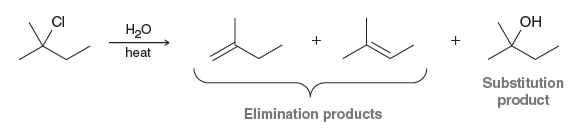 Cl
H₂O
heat
+
+
OH
Elimination products
Substitution
product